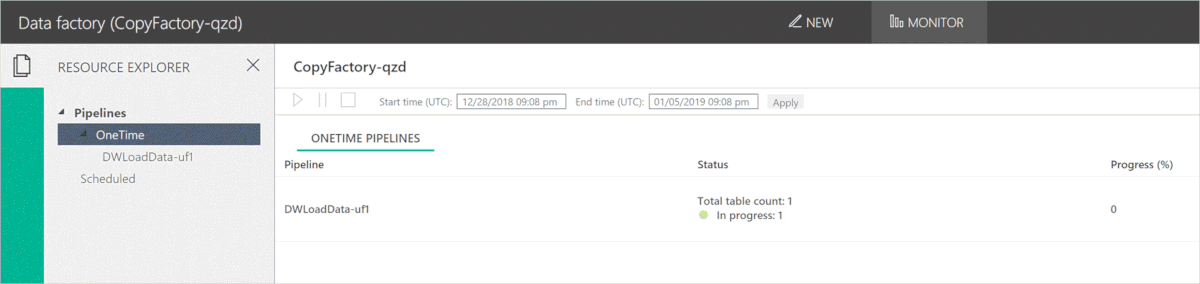 Data factory (CopyFactory-qzd)
NEW
MONITOR
RESOURCE EXPLORER
Pipelines
OneTime
DWLoadData-uf1
Scheduled
CopyFactory-qzd
Start time (UTC): 12/28/2018 09:08 pm End time (UTC): 01/05/2019 09:08 pm Apply
ONETIME PIPELINES
Pipeline Status Progress (%)
DWLoadData-uf1
Total table count: 1
In progress: 1
0